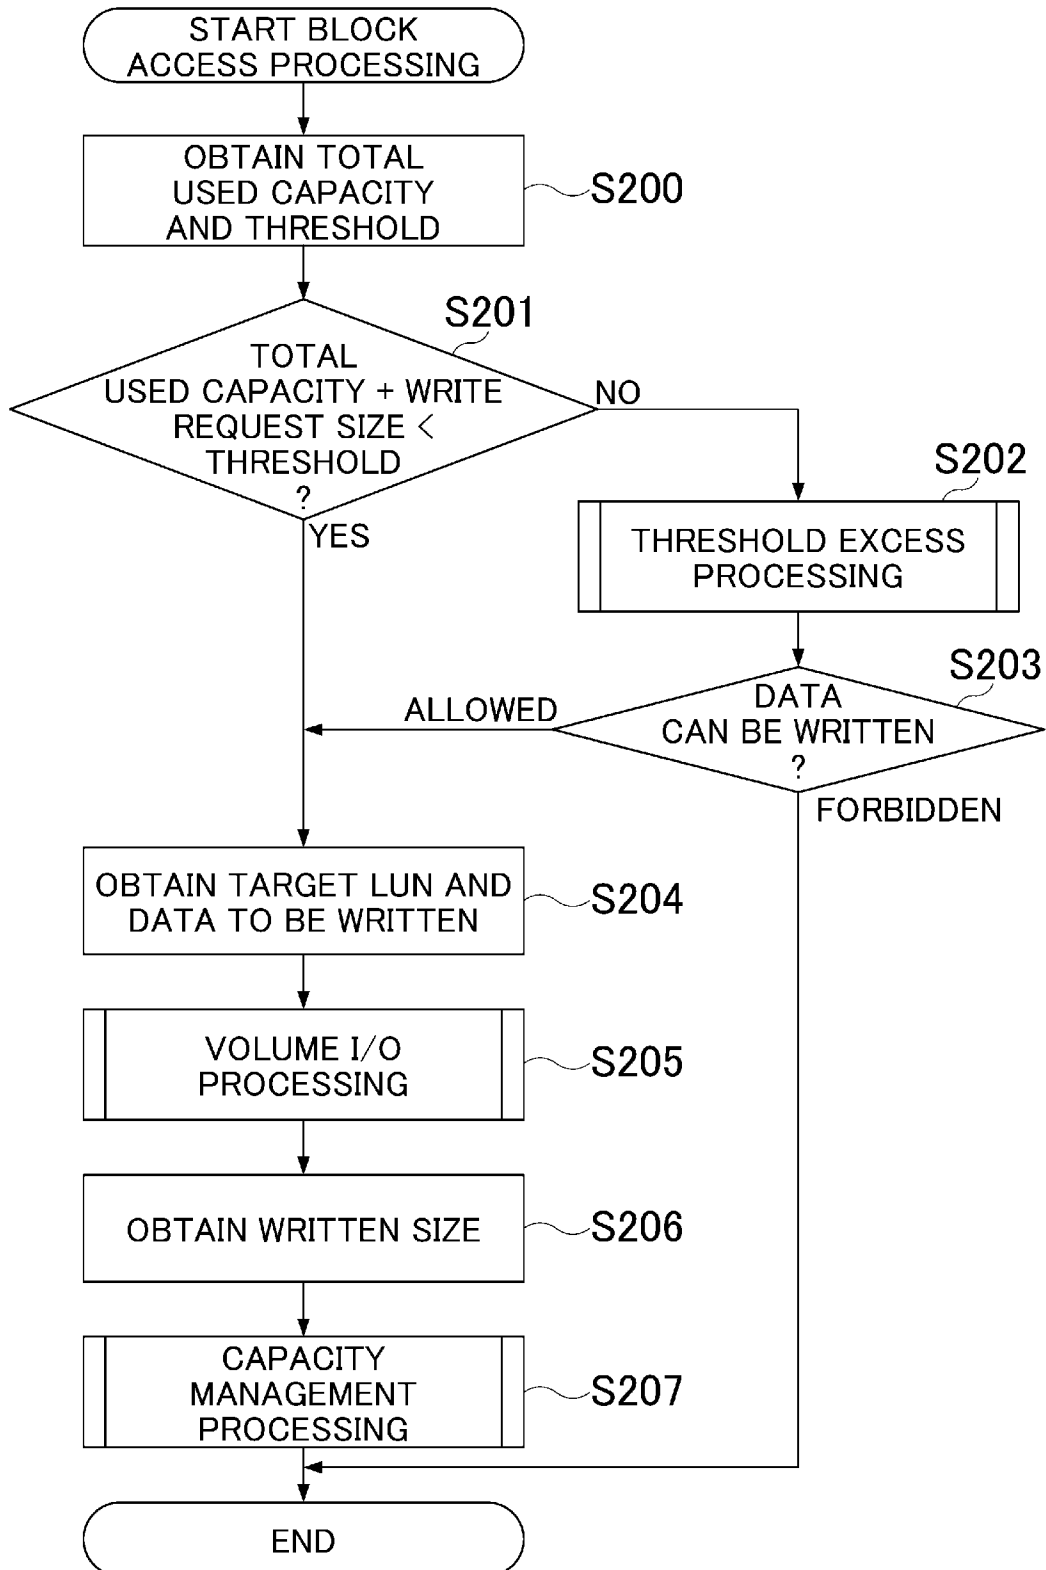 START BLOCK
ACCESS PROCESSING
OBTAIN TOTAL
USED CAPACITY
AND THRESHOLD
S200
S201
TOTAL
USED CAPACITY + WRITE
REQUEST SIZE <
THRESHOLD
?
NO
YES
S202
THRESHOLD EXCESS
PROCESSING
S203
DATA
CAN BE WRITTEN
?
ALLOWED
FORBIDDEN
OBTAIN TARGET LUN AND
DATA TO BE WRITTEN
S204
VOLUME I/O
PROCESSING
S205
OBTAIN WRITTEN SIZE
S206
CAPACITY
MANAGEMENT
PROCESSING
S207
END